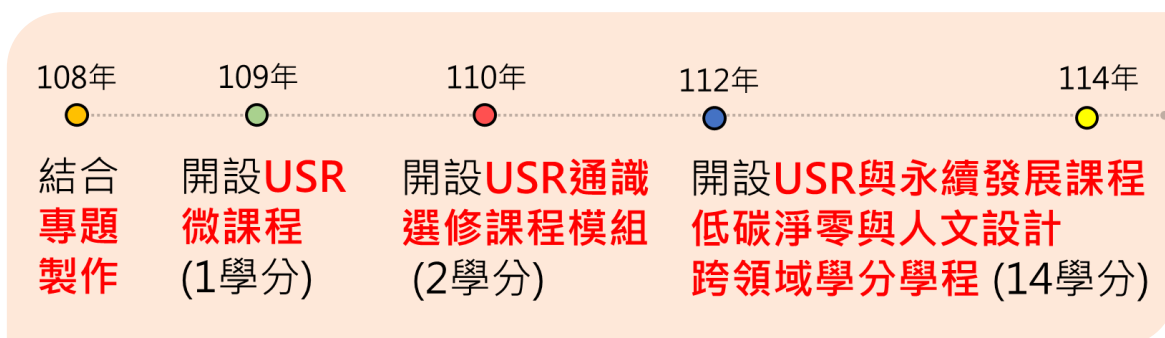 108年
109年
110年
112年
114年
結合
專題
製作
開設USR
微課程
(1學分)
開設USR通識
選修課程模組
(2學分)
開設USR與永續發展課程
低碳淨零與人文設計
跨領域學分學程 (14學分)